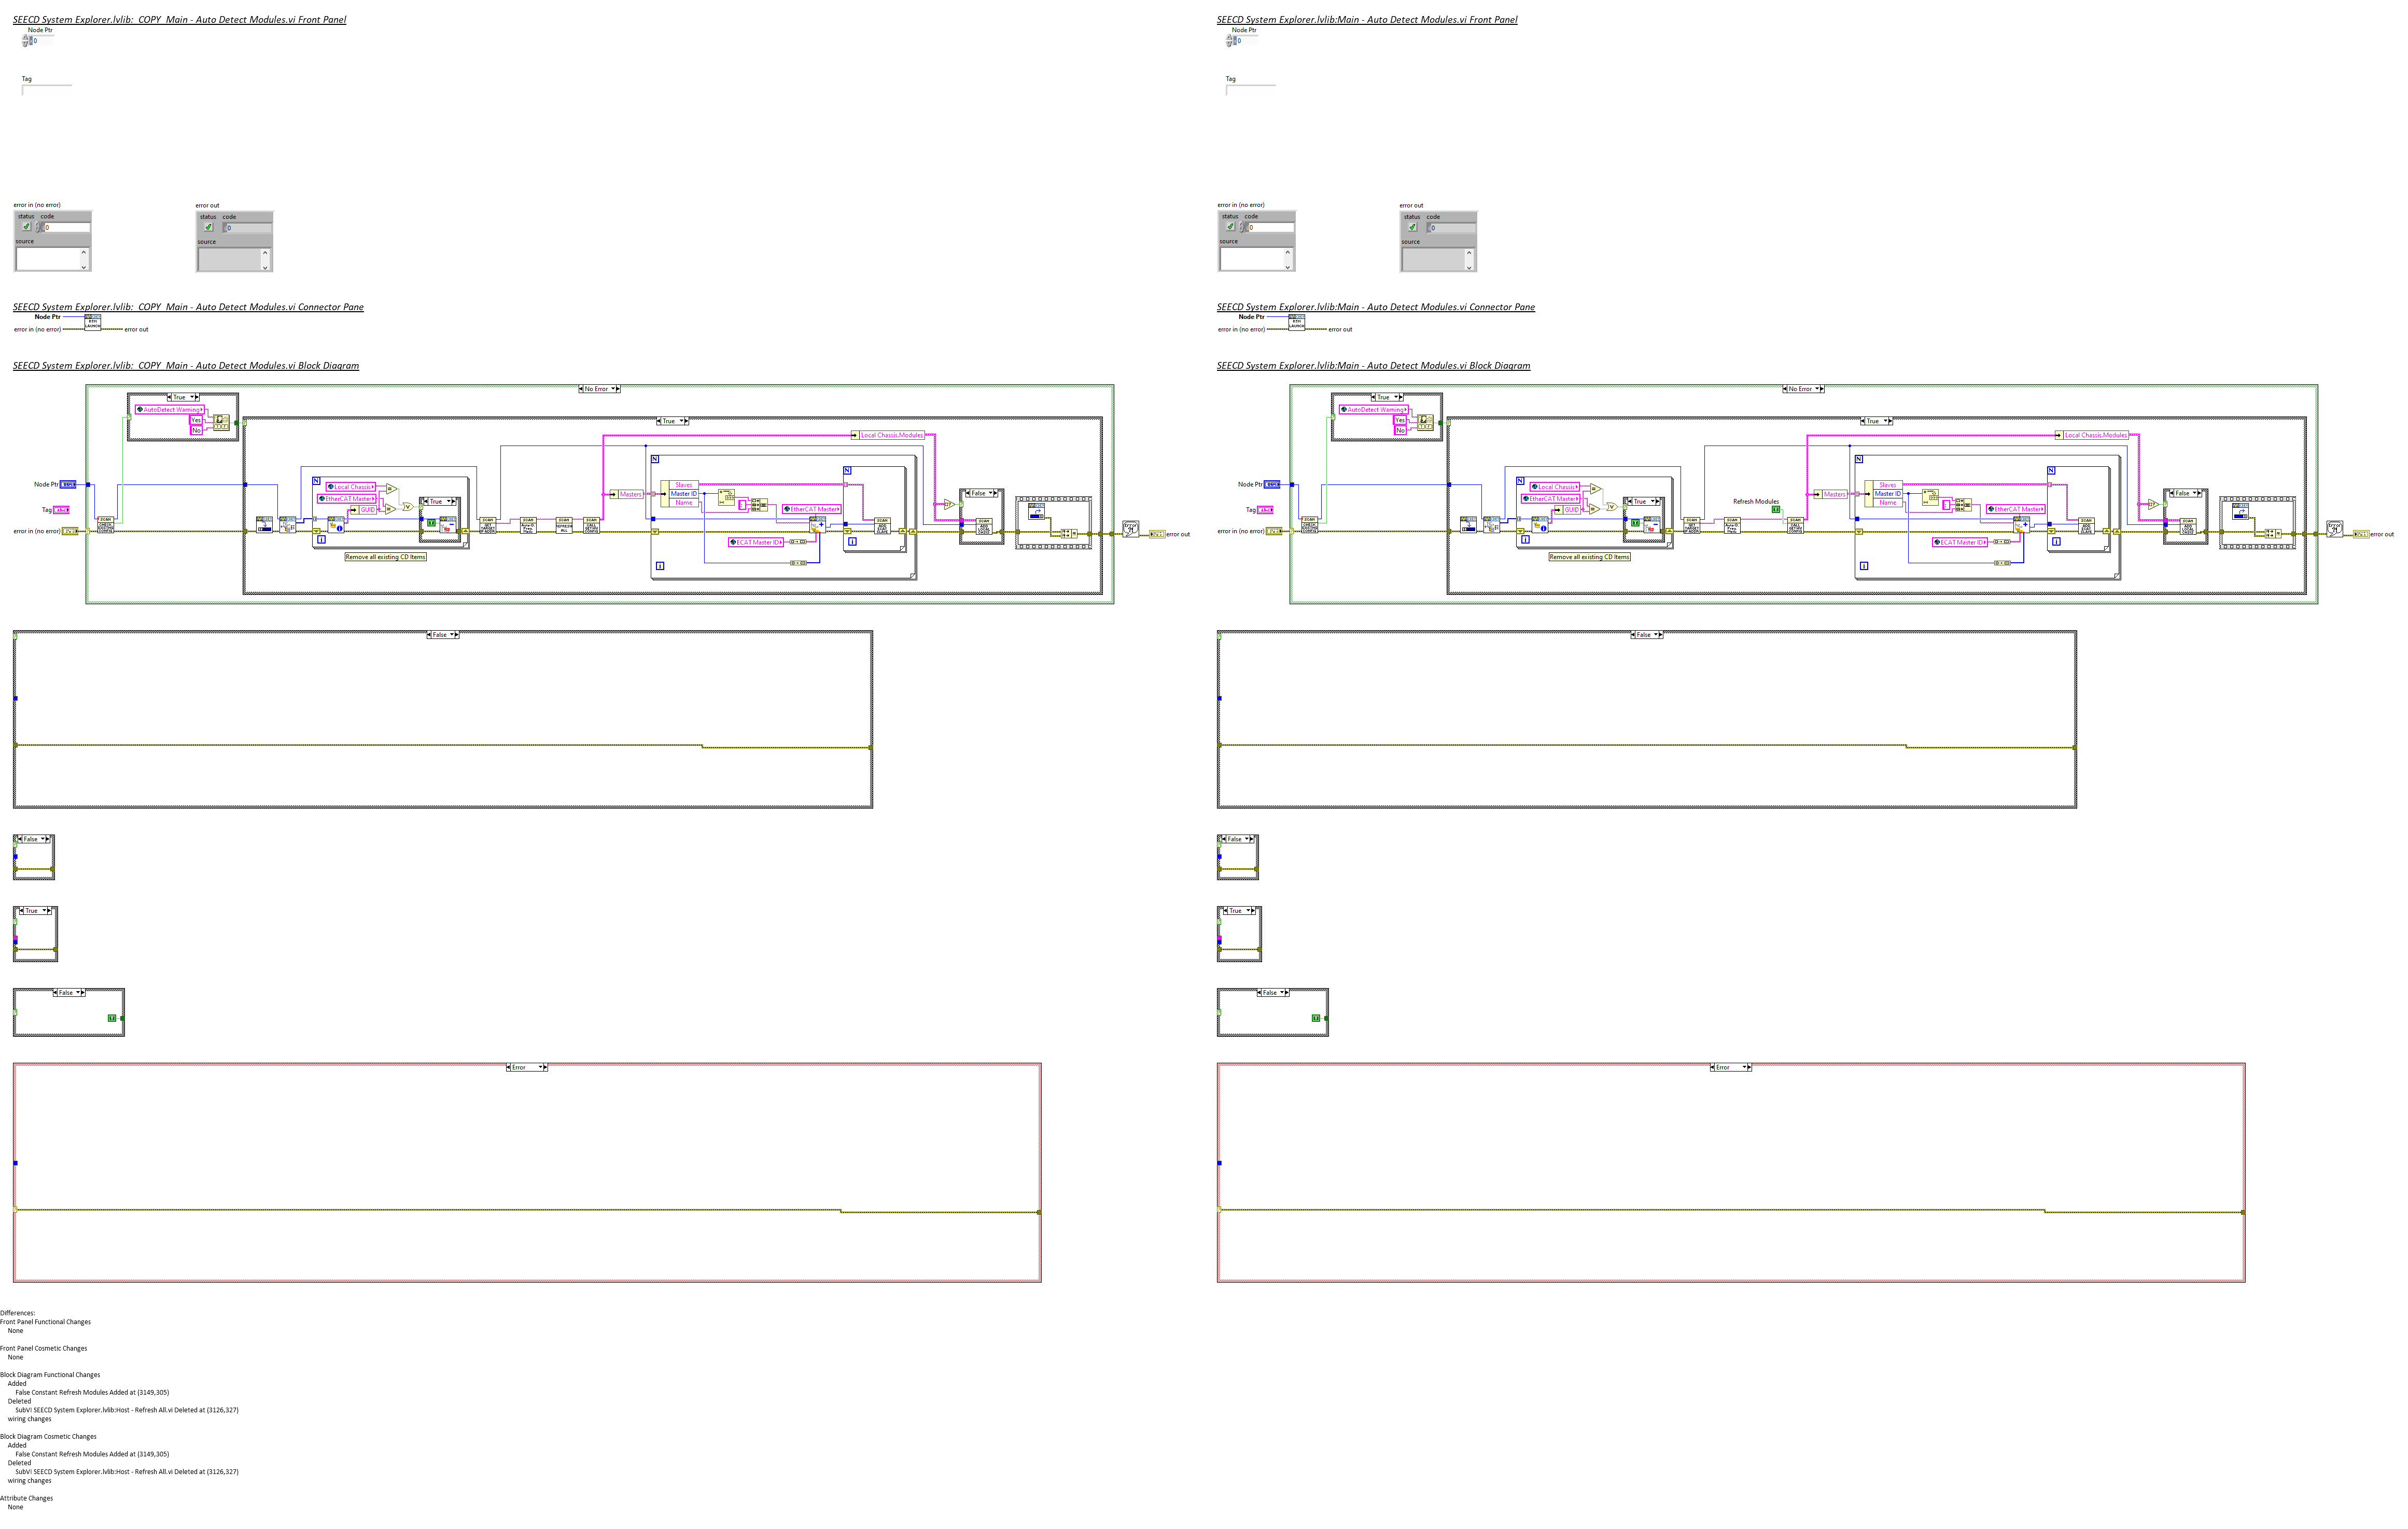 SEECD System Explorer.lvlib:_COPY_Main - Auto Detect Modules.vi Front Panel
Node Ptr
0
Tag
error in (no error)
status code
0
source
error out
status code
0
source
SEECD System Explorer.lvlib:_COPY_Main - Auto Detect Modules.vi Connector Pane
Node Ptr
error in (no error)
error out
SEECD System Explorer.lvlib:_COPY_Main - Auto Detect Modules.vi Block Diagram
No Error
True
AutoDetect Warning
Yes
No
True
Local Chassis.Modules
N
N
N
Node Ptr
Local Chassis
EtherCAT Master
GUID
True
Masters
Slaves
Master ID
Name
EtherCAT Master
False
Tag
abc
error in (no error)
ECAT Master ID
error out
Remove all existing CD Items
i
i
i
False
False
True
False
Error
SEECD System Explorer.lvlib:Main - Auto Detect Modules.vi Front Panel
Node Ptr
0
Tag
error in (no error)
status code
0
source
error out
status code
0
source
SEECD System Explorer.lvlib:Main - Auto Detect Modules.vi Connector Pane
Node Ptr
error in (no error)
error out
SEECD System Explorer.lvlib:Main - Auto Detect Modules.vi Block Diagram
No Error
True
AutoDetect Warning
Yes
No
True
Local Chassis.Modules
N
N
N
Node Ptr
Local Chassis
EtherCAT Master
GUID
True
Refresh Modules
Masters
Slaves
Master ID
Name
EtherCAT Master
False
Tag
abc
error in (no error)
ECAT Master ID
error out
Remove all existing CD Items
i
i
i
False
False
True
False
Error
Differences:
Front Panel Functional Changes
None
Front Panel Cosmetic Changes
None
Block Diagram Functional Changes
Added
False Constant Refresh Modules Added at (3149,305)
Deleted
SubVI SEECD System Explorer.lvlib:Host - Refresh All.vi Deleted at (3126,327)
wiring changes
Block Diagram Cosmetic Changes
Added
False Constant Refresh Modules Added at (3149,305)
Deleted
SubVI SEECD System Explorer.lvlib:Host - Refresh All.vi Deleted at (3126,327)
wiring changes
Attribute Changes
None